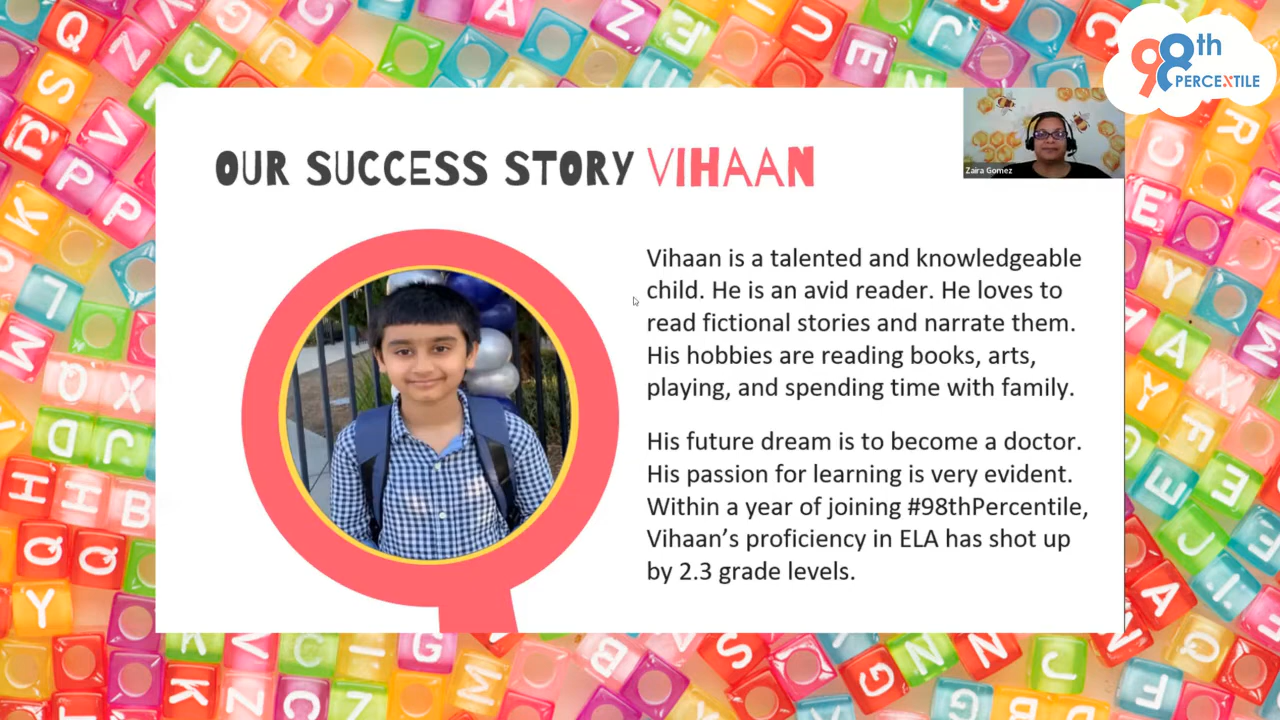 98th
PERCEXTILE
OUR SUCCESS STORY VIHAAN
Zaira Gomez
Vihaan is a talented and knowledgeable
child. He is an avid reader. He loves to
read fictional stories and narrate them.
His hobbies are reading books, arts,
playing, and spending time with family.
His future dream is to become a doctor.
His passion for learning is very evident.
Within a year of joining #98thPercentile,
Vihaan’s proficiency in ELA has shot up
by 2.3 grade levels.